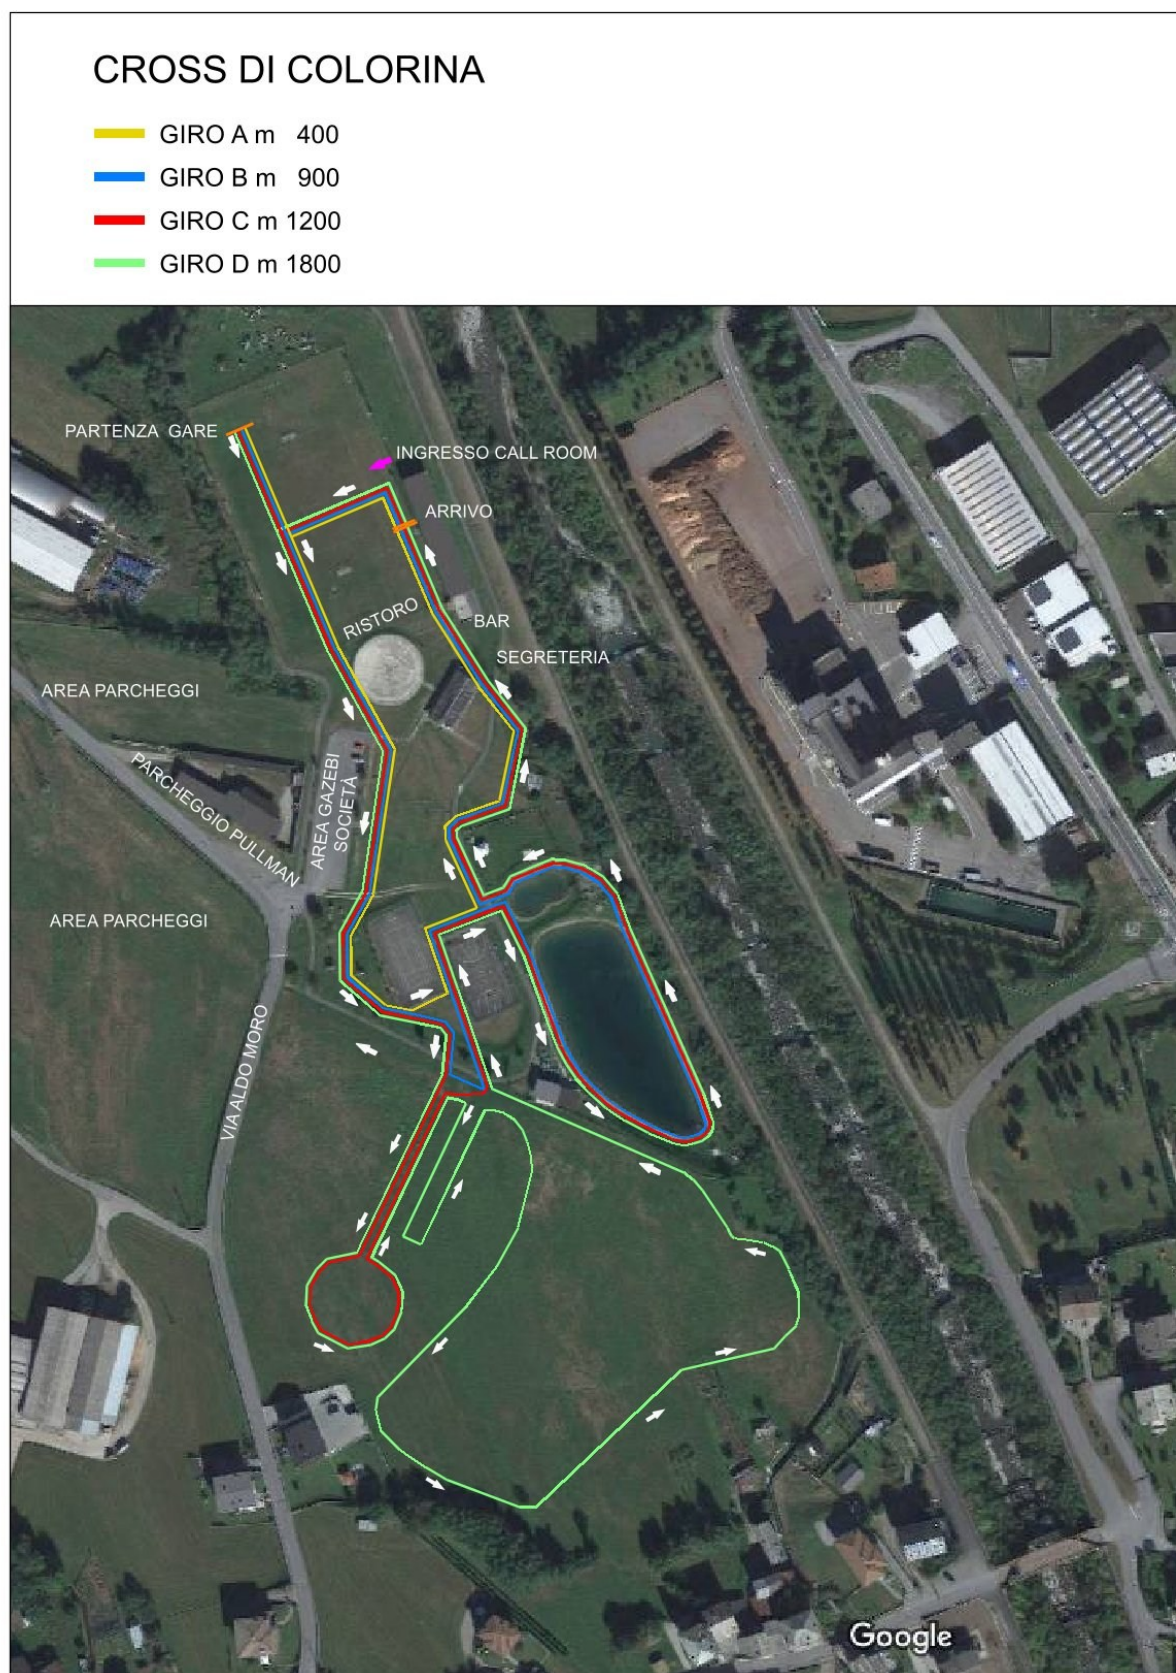 CROSS DI COLORINA
GIRO A m 400
GIRO B m 900
GIRO C m 1200
GIRO D m 1800
PARTENZA GARE
INGRESSO CALL ROOM
ARRIVO
RISTORO
BAR
SEGRETERIA
AREA PARCHEGGI
PARCHEGGIO PULLMAN
AREA GAZEBI
SOCIETÀ
AREA PARCHEGGI
VIA ALDO MORO
Google